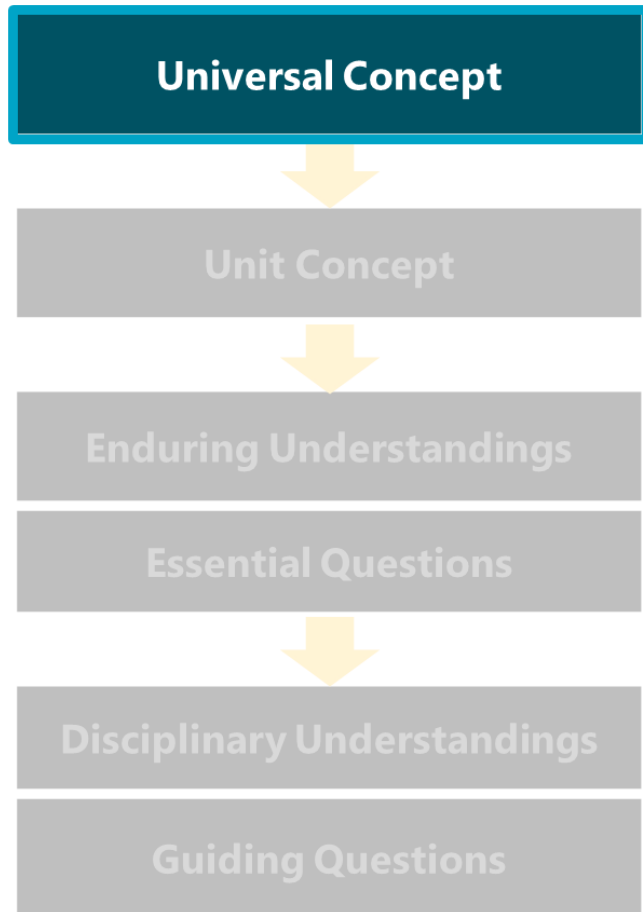 Universal Concept
Unit Concept
Enduring Understandings
Essential Questions
Disciplinary Understandings
Guiding Questions